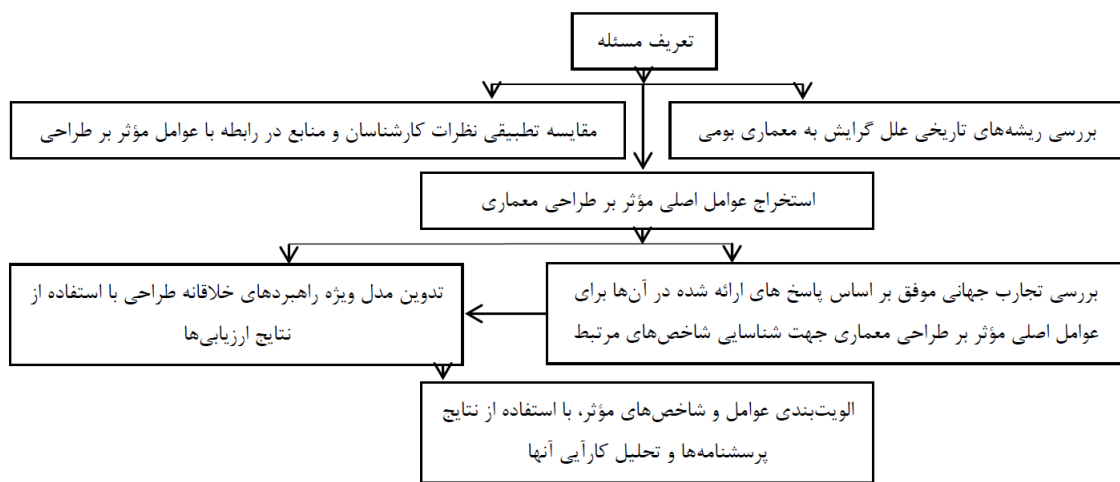 تعریف مسئله
بررسی ریشه‌های تاریخی علل گرایش به معماری بومی
مقایسه تطبیقی نظرات کارشناسان و منابع در رابطه با عوامل مؤثر بر طراحی
استخراج عوامل اصلی مؤثر بر طراحی معماری
بررسی تجارب جهانی موفق بر اساس پاسخ های ارائه شده در آن‌ها برای
عوامل اصلی مؤثر بر طراحی معماری جهت شناسایی شاخص‌های مرتبط
تدوین مدل ویژه راهبردهای خلاقانه طراحی با استفاده از
نتایج ارزیابی‌ها
الویت‌بندی عوامل و شاخص‌های مؤثر، با استفاده از نتایج
پرسشنامه‌ها و تحلیل کارآیی آنها